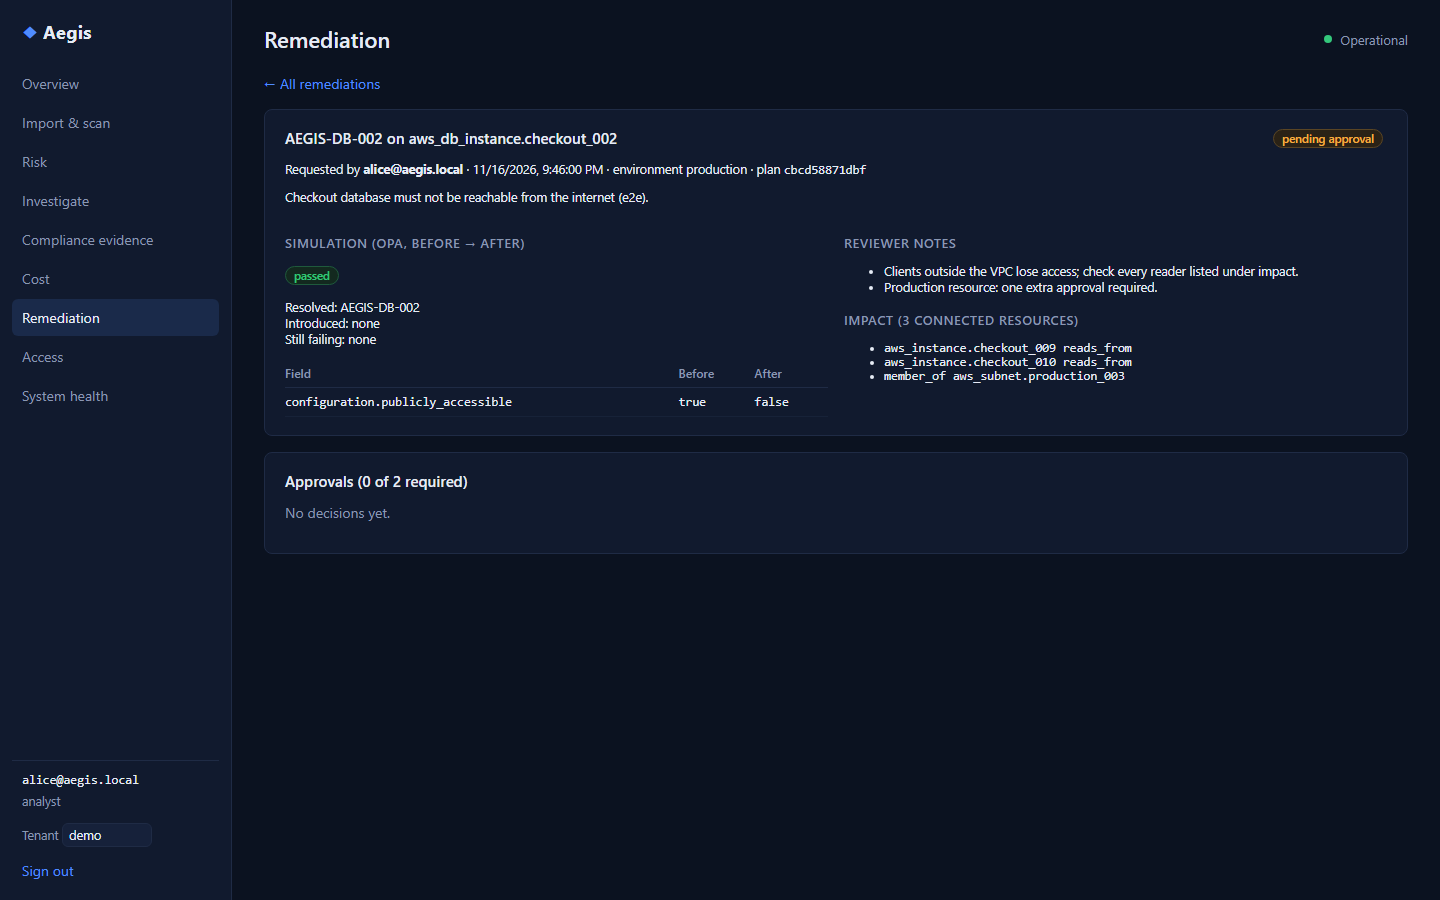 Aegis
Overview
Import & scan
Risk
Investigate
Compliance evidence
Cost
Remediation
Access
System health
alice@aegis.local
analyst
Tenant demo
Sign out
Remediation
Operational
← All remediations
AEGIS-DB-002 on aws_db_instance.checkout_002
pending approval
Requested by alice@aegis.local · 11/16/2026, 9:46:00 PM · environment production · plan cbcd58871dbf
Checkout database must not be reachable from the internet (e2e).
SIMULATION (OPA, BEFORE → AFTER)
passed
Resolved: AEGIS-DB-002
Introduced: none
Still failing: none
Field Before After
configuration.publicly_accessible true false
REVIEWER NOTES
• Clients outside the VPC lose access; check every reader listed under impact.
• Production resource: one extra approval required.
IMPACT (3 CONNECTED RESOURCES)
• aws_instance.checkout_009 reads_from
• aws_instance.checkout_010 reads_from
• member_of aws_subnet.production_003
Approvals (0 of 2 required)
No decisions yet.